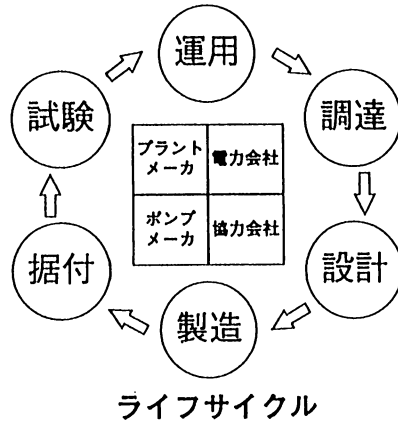 運用
試験
調達
プラント
メーカ
電力会社
ポンプ
メーカ
協力会社
据付
設計
製造
ライフサイクル